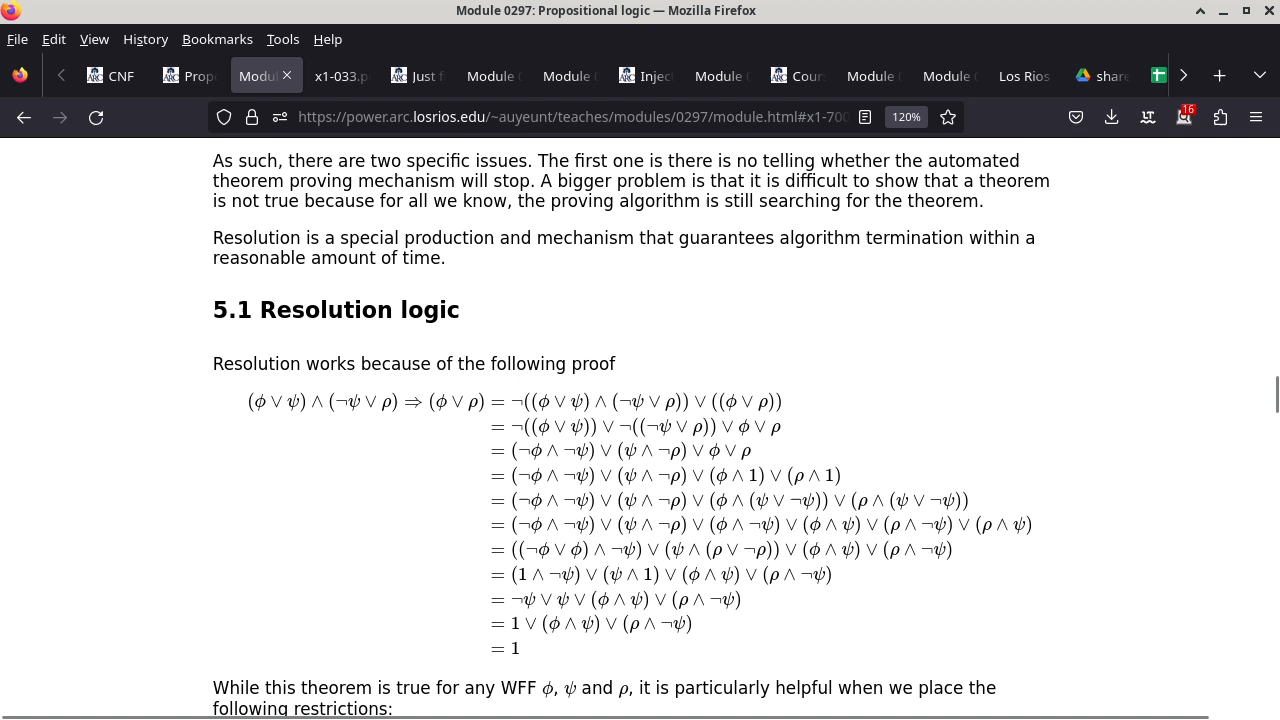 Module 0297: Propositional logic — Mozilla Firefox
File Edit View History Bookmarks Tools Help
CNF Propo Modul x1-033.p Just f Module Module Injec Module Cour Module Module Los Rios share
https://power.arc.losrios.edu/~auyeunt/teaches/modules/0297/module.html#x1-700 120% 16
As such, there are two specific issues. The first one is there is no telling whether the automated
theorem proving mechanism will stop. A bigger problem is that it is difficult to show that a theorem
is not true because for all we know, the proving algorithm is still searching for the theorem.
Resolution is a special production and mechanism that guarantees algorithm termination within a
reasonable amount of time.
5.1 Resolution logic
Resolution works because of the following proof
(ϕ ∨ ψ) ∧ (¬ψ ∨ ρ) ⇒ (ϕ ∨ ρ) = ¬((ϕ ∨ ψ) ∧ (¬ψ ∨ ρ)) ∨ ((ϕ ∨ ρ))
= ¬((ϕ ∨ ψ)) ∨ ¬((¬ψ ∨ ρ)) ∨ ϕ ∨ ρ
= (¬ϕ ∧ ¬ψ) ∨ (ψ ∧ ¬ρ) ∨ ϕ ∨ ρ
= (¬ϕ ∧ ¬ψ) ∨ (ψ ∧ ¬ρ) ∨ (ϕ ∧ 1) ∨ (ρ ∧ 1)
= (¬ϕ ∧ ¬ψ) ∨ (ψ ∧ ¬ρ) ∨ (ϕ ∧ (ψ ∨ ¬ψ)) ∨ (ρ ∧ (ψ ∨ ¬ψ))
= (¬ϕ ∧ ¬ψ) ∨ (ψ ∧ ¬ρ) ∨ (ϕ ∧ ¬ψ) ∨ (ϕ ∧ ψ) ∨ (ρ ∧ ¬ψ) ∨ (ρ ∧ ψ)
= ((¬ϕ ∨ ϕ) ∧ ¬ψ) ∨ (ψ ∧ (ρ ∨ ¬ρ)) ∨ (ϕ ∧ ψ) ∨ (ρ ∧ ¬ψ)
= (1 ∧ ¬ψ) ∨ (ψ ∧ 1) ∨ (ϕ ∧ ψ) ∨ (ρ ∧ ¬ψ)
= ¬ψ ∨ ψ ∨ (ϕ ∧ ψ) ∨ (ρ ∧ ¬ψ)
= 1 ∨ (ϕ ∧ ψ) ∨ (ρ ∧ ¬ψ)
= 1
While this theorem is true for any WFF ϕ, ψ and ρ, it is particularly helpful when we place the
following restrictions: